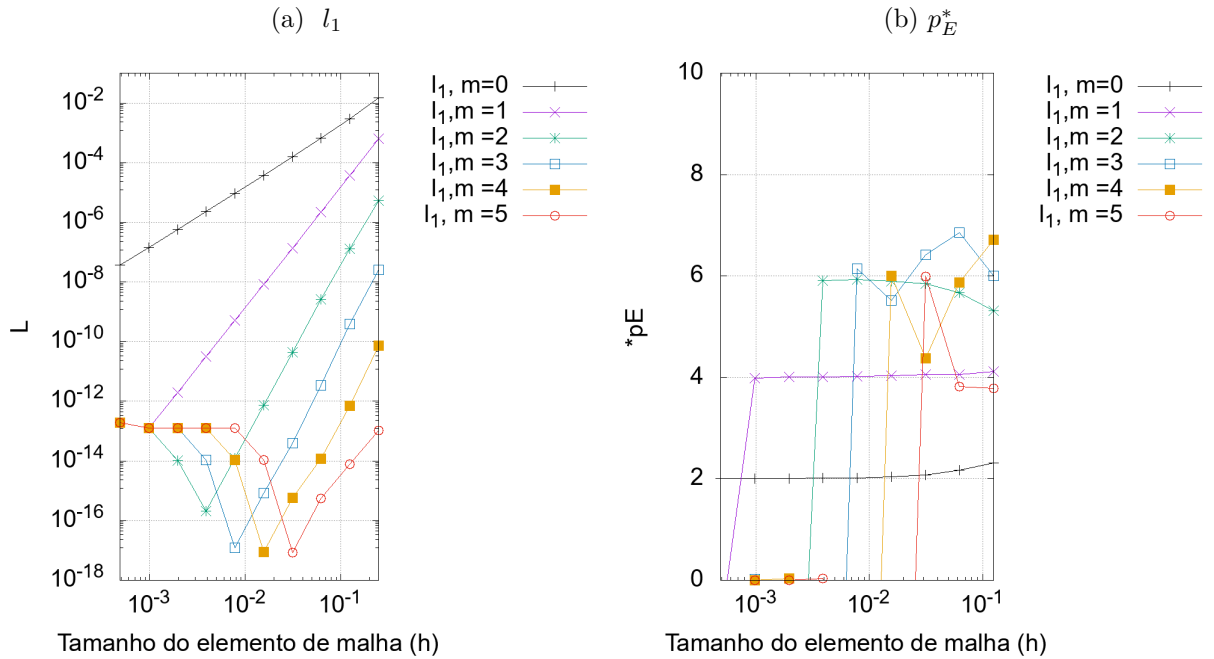 (a) l₁
10⁻²
10⁻⁴
10⁻⁶
10⁻⁸
10⁻¹⁰
10⁻¹²
10⁻¹⁴
10⁻¹⁶
10⁻¹⁸
L
10⁻³
10⁻²
10⁻¹
Tamanho do elemento de malha (h)
l₁, m=0
l₁,m =1
l₁,m =2
l₁,m =3
l₁,m =4
l₁, m =5
(b) p*_E
10
8
6
4
2
0
*pE
10⁻³
10⁻²
10⁻¹
Tamanho do elemento de malha (h)
l₁, m=0
l₁,m =1
l₁,m =2
l₁,m =3
l₁,m =4
l₁, m =5